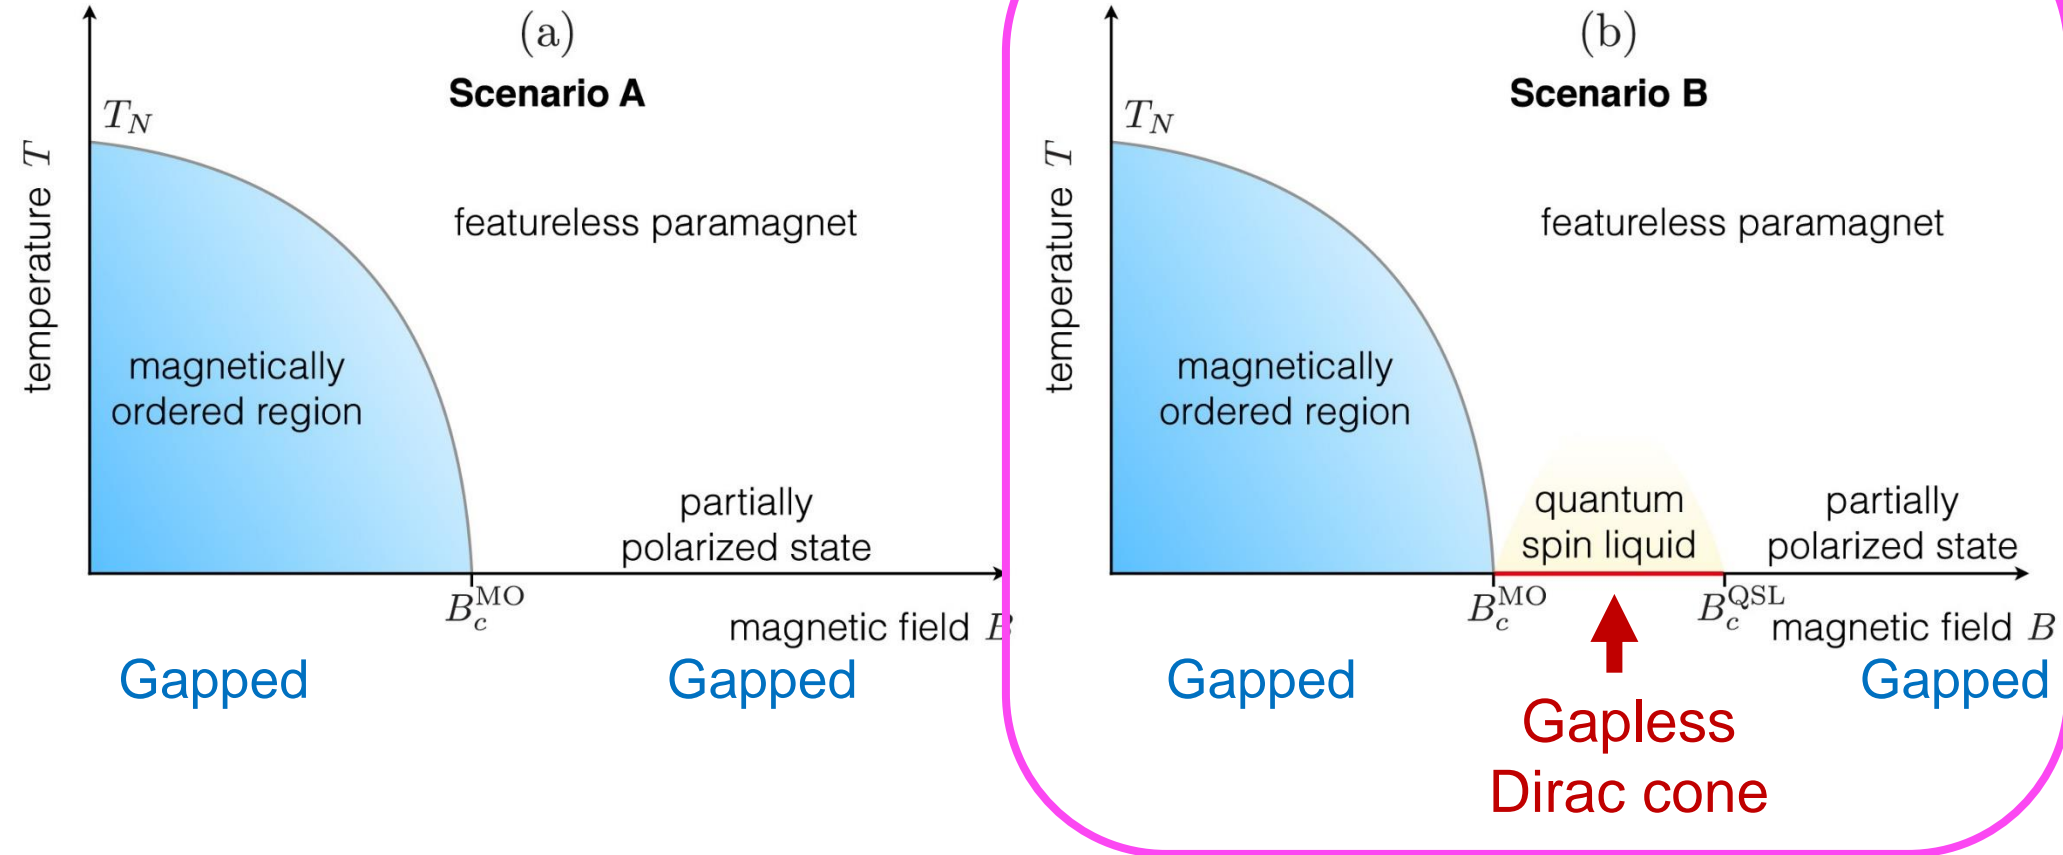 (a)
Scenario A
T_N
temperature T
featureless paramagnet
magnetically
ordered region
partially
polarized state
B_c^MO
magnetic field B
Gapped
Gapped
(b)
Scenario B
T_N
temperature T
featureless paramagnet
magnetically
ordered region
quantum
spin liquid
partially
polarized state
B_c^MO
B_c^QSL
magnetic field B
Gapped
Gapped
Gapless
Dirac cone